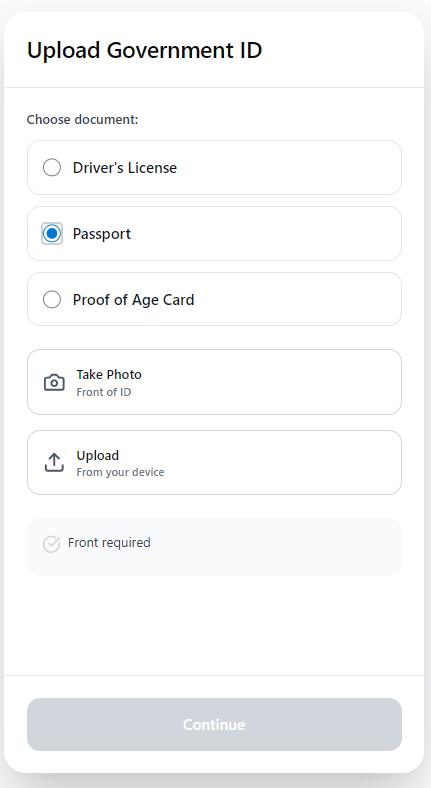 Upload Government ID
Choose document:
Driver's License
Passport
Proof of Age Card
Take Photo
Front of ID
Upload
From your device
Front required
Continue